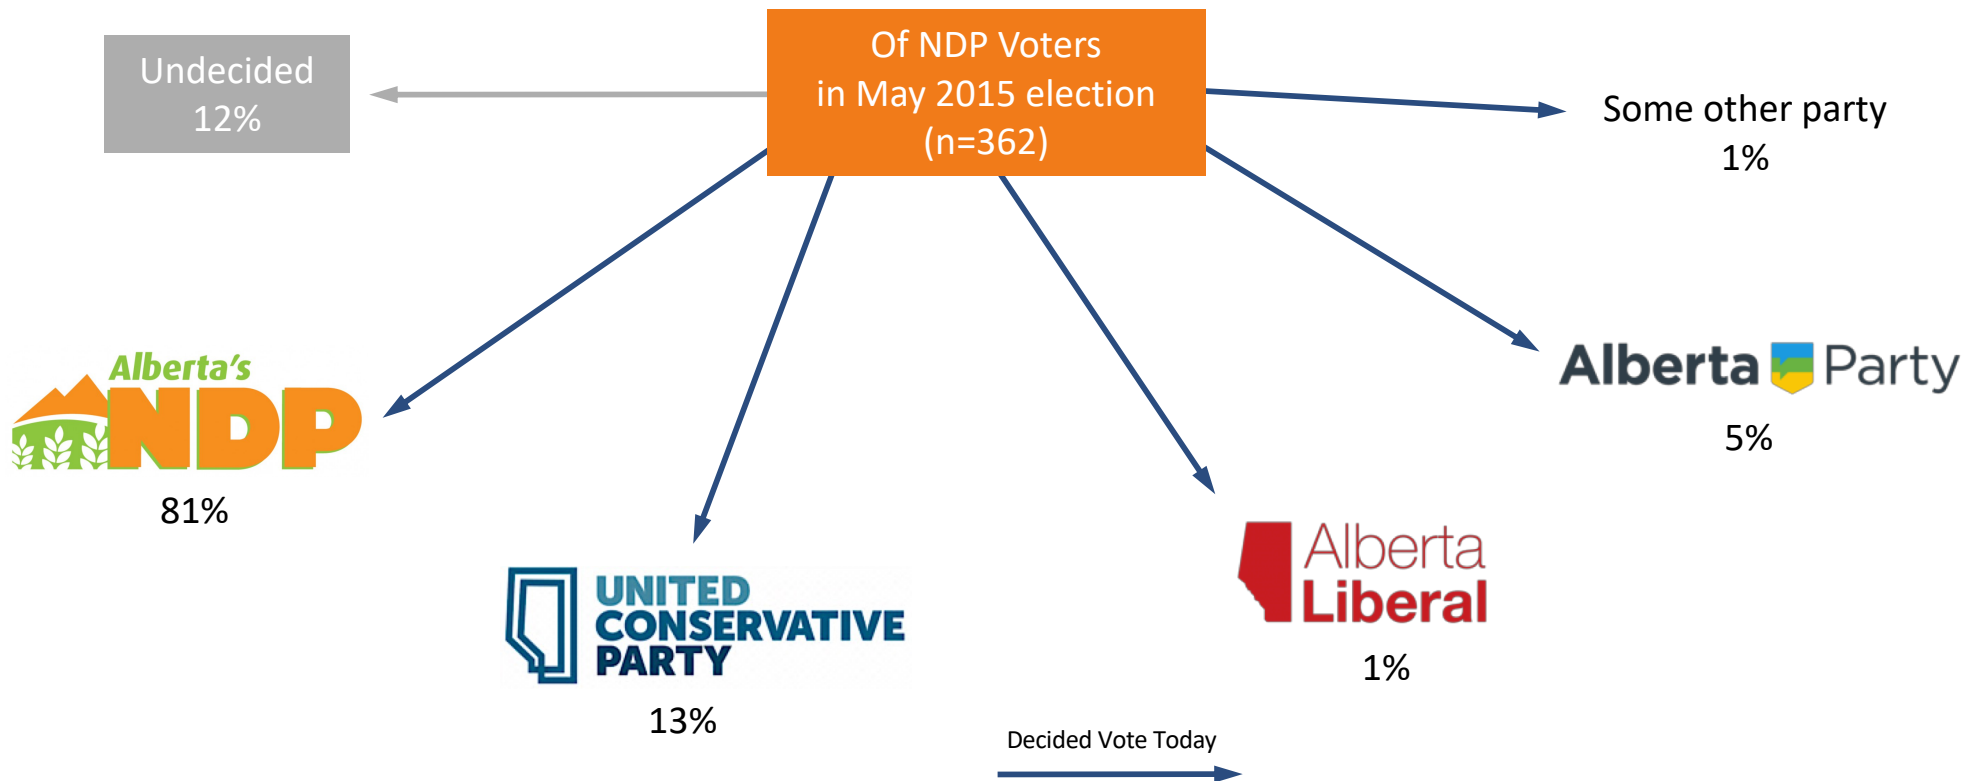 Of NDP Voters
in May 2015 election
(n=362)
Undecided
12%
Some other party
1%
Alberta's
NDP
81%
UNITED
CONSERVATIVE
PARTY
13%
Alberta
Liberal
1%
Alberta Party
5%
Decided Vote Today